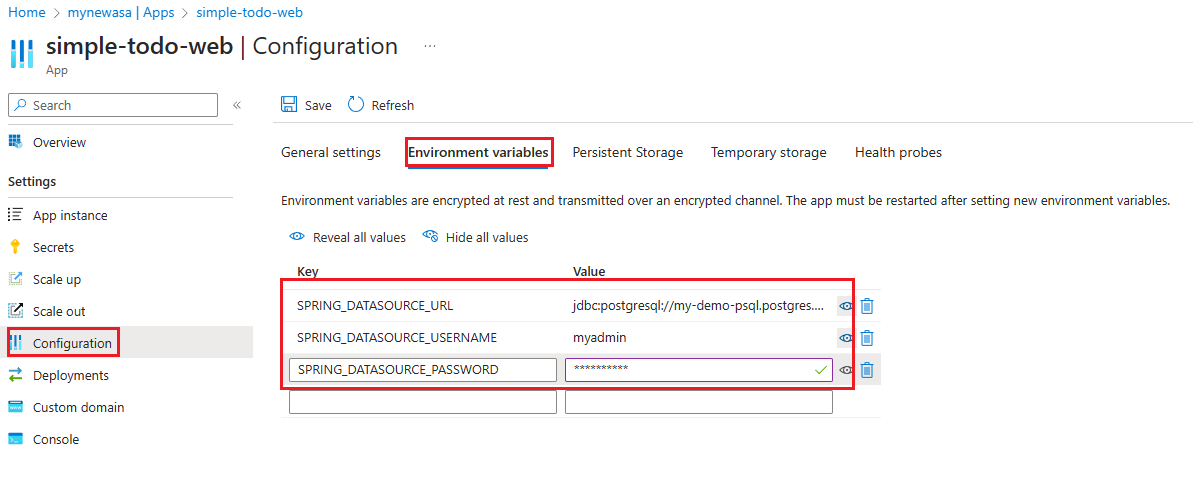 Home > mynewasa | Apps > simple-todo-web
simple-todo-web | Configuration ...
App
Search «
Save Refresh
Overview
General settings Environment variables Persistent Storage Temporary storage Health probes
Settings
Environment variables are encrypted at rest and transmitted over an encrypted channel. The app must be restarted after setting new environment variables.
App instance
Reveal all values Hide all values
Secrets
Key Value
Scale up
SPRING_DATASOURCE_URL jdbc:postgresql://my-demo-psql.postgres....
Scale out
SPRING_DATASOURCE_USERNAME myadmin
Configuration
SPRING_DATASOURCE_PASSWORD **********
Deployments
Custom domain
Console